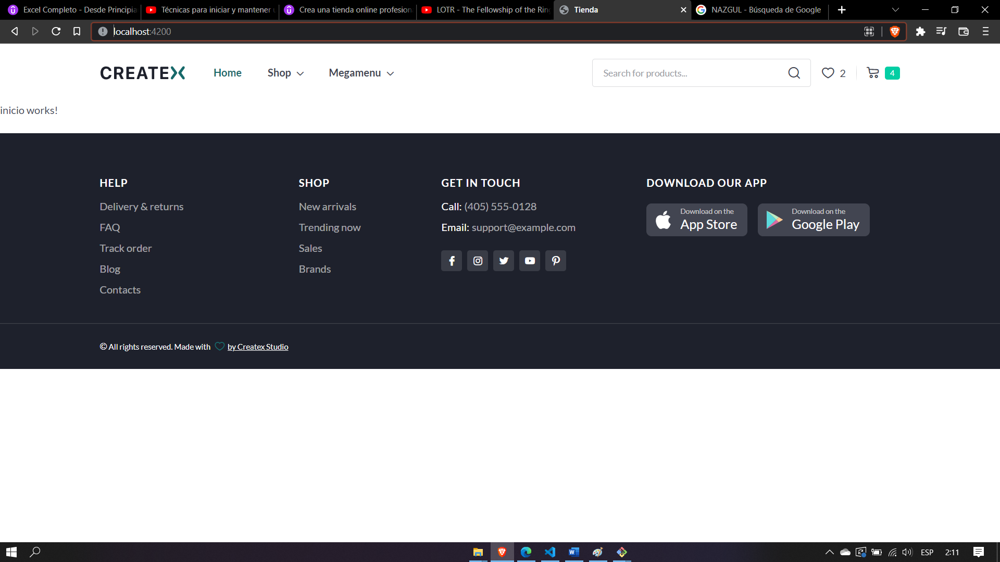 Excel Completo - Desde Principia
Técnicas para iniciar y mantener u
Crea una tienda online profesion
LOTR - The Fellowship of the Ring
Tienda
NAZGUL - Búsqueda de Google
localhost:4200
CREATEX
Home
Shop
Megamenu
Search for products...
2
4
inicio works!
HELP
Delivery & returns
FAQ
Track order
Blog
Contacts
SHOP
New arrivals
Trending now
Sales
Brands
GET IN TOUCH
Call: (405) 555-0128
Email: support@example.com
DOWNLOAD OUR APP
Download on the
App Store
Download on the
Google Play
© All rights reserved. Made with by Createx Studio
ESP
2:11